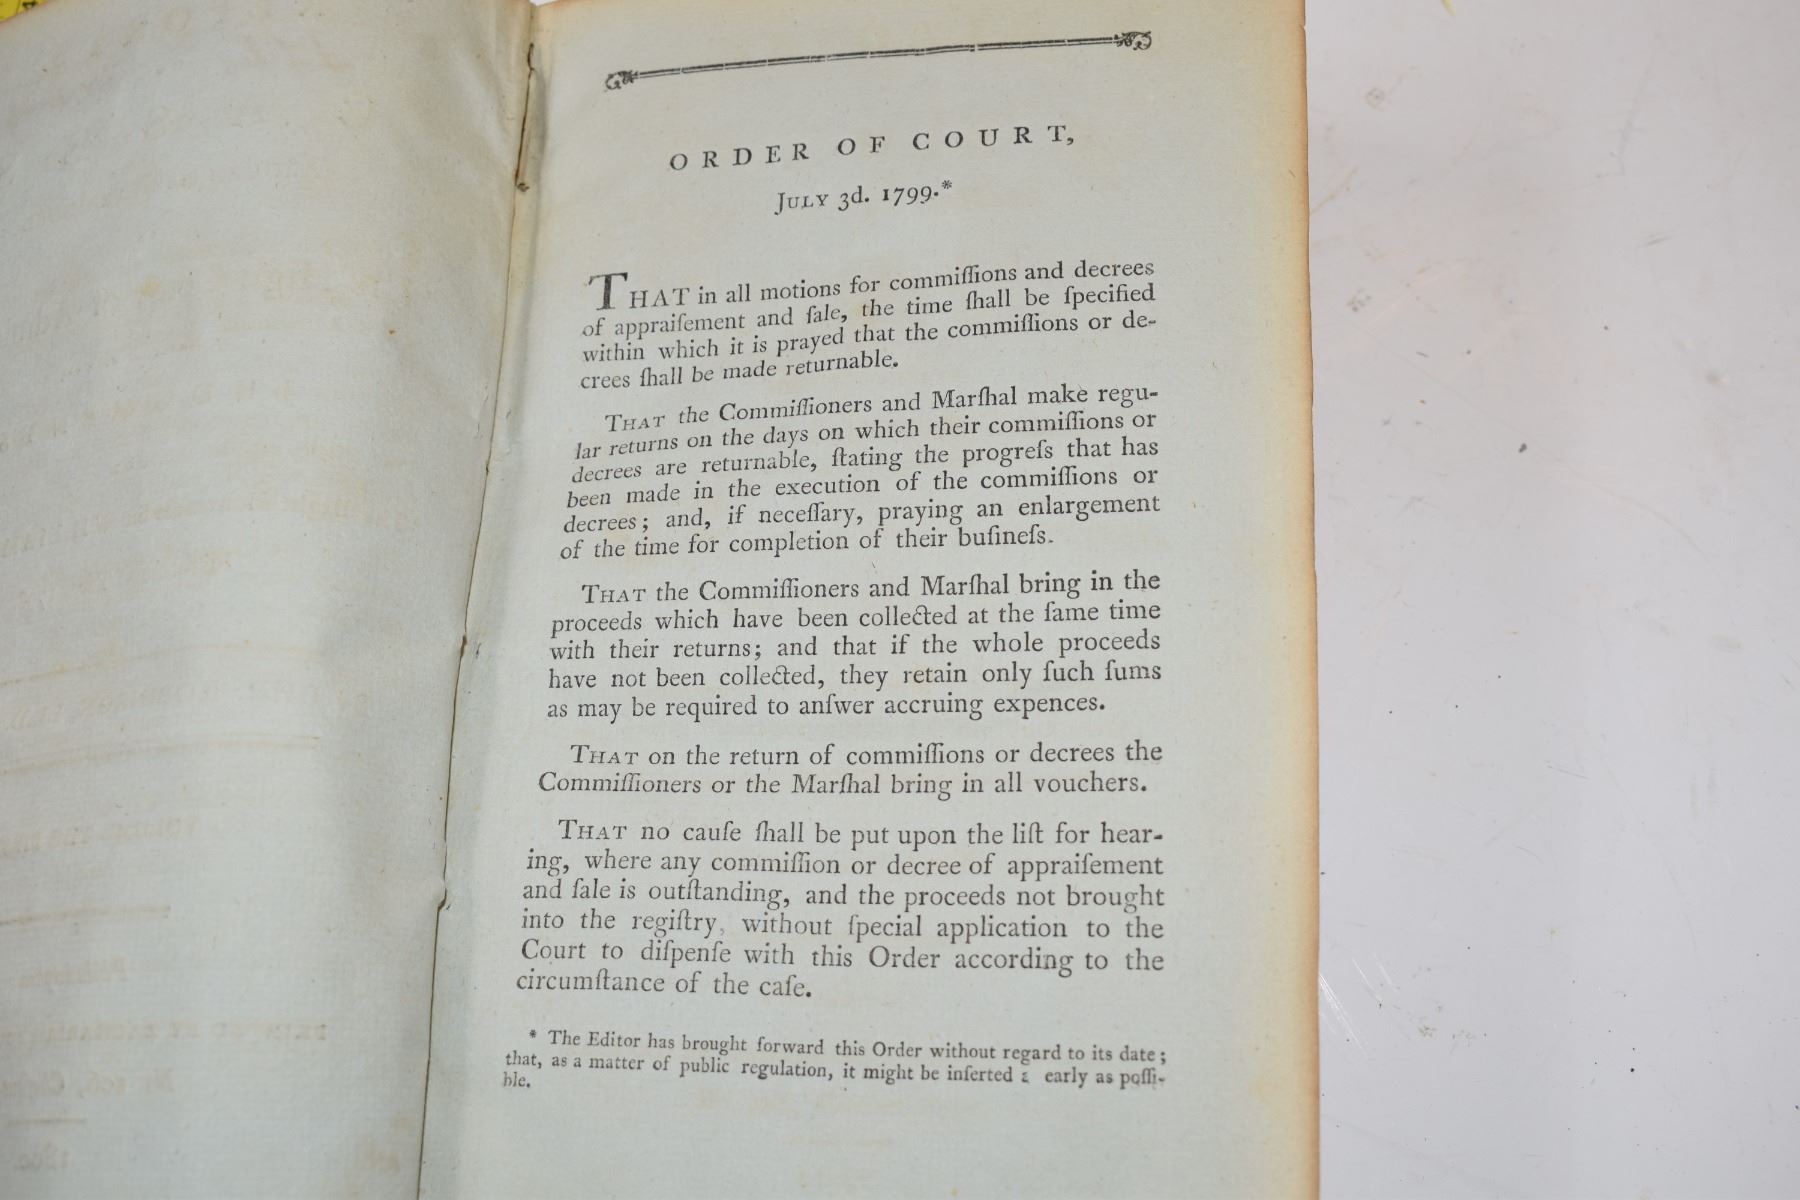 ORDER OF COURT,
JULY 3d. 1799.*
THAT in all motions for commiſſions and decrees
of appraiſement and ſale, the time ſhall be ſpecified
within which it is prayed that the commiſſions or de-
crees ſhall be made returnable.
THAT the Commiſſioners and Marſhal make regu-
lar returns on the days on which their commiſſions or
decrees are returnable, ſtating the progreſs that has
been made in the execution of the commiſſions or
decrees; and, if neceſſary, praying an enlargement
of the time for completion of their buſineſs.
THAT the Commiſſioners and Marſhal bring in the
proceeds which have been collected at the ſame time
with their returns; and that if the whole proceeds
have not been collected, they retain only ſuch ſums
as may be required to anſwer accruing expences.
THAT on the return of commiſſions or decrees the
Commiſſioners or the Marſhal bring in all vouchers.
THAT no cauſe ſhall be put upon the liſt for hear-
ing, where any commiſſion or decree of appraiſement
and ſale is outſtanding, and the proceeds not brought
into the regiſtry, without ſpecial application to the
Court to diſpenſe with this Order according to the
circumſtance of the caſe.
* The Editor has brought forward this Order without regard to its date;
that, as a matter of public regulation, it might be inſerted early as poſſi-
ble.